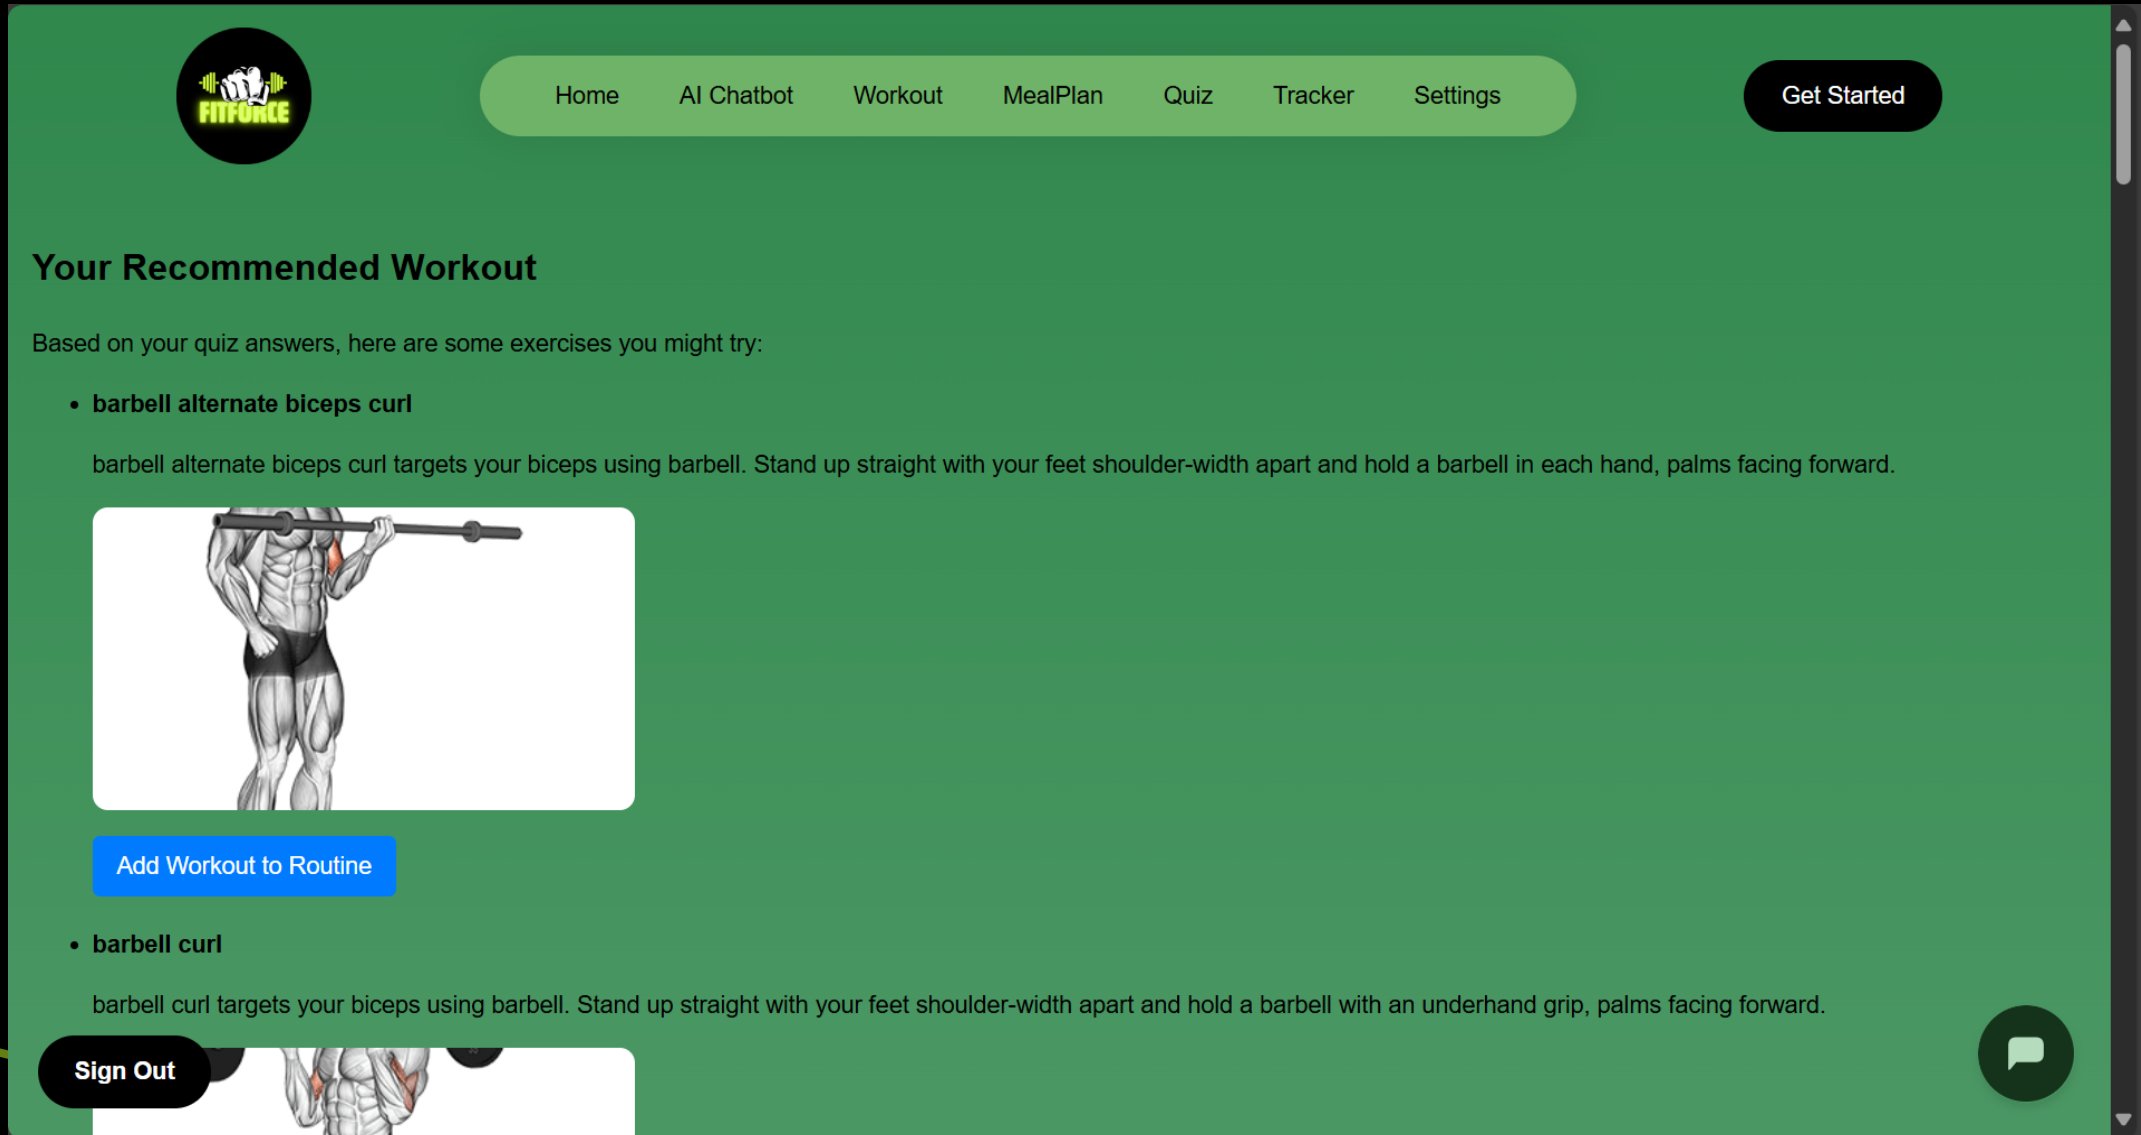 FITFORCE
Home AI Chatbot Workout MealPlan Quiz Tracker Settings
Get Started
Your Recommended Workout
Based on your quiz answers, here are some exercises you might try:
barbell alternate biceps curl
barbell alternate biceps curl targets your biceps using barbell. Stand up straight with your feet shoulder-width apart and hold a barbell in each hand, palms facing forward.
Add Workout to Routine
barbell curl
barbell curl targets your biceps using barbell. Stand up straight with your feet shoulder-width apart and hold a barbell with an underhand grip, palms facing forward.
Sign Out